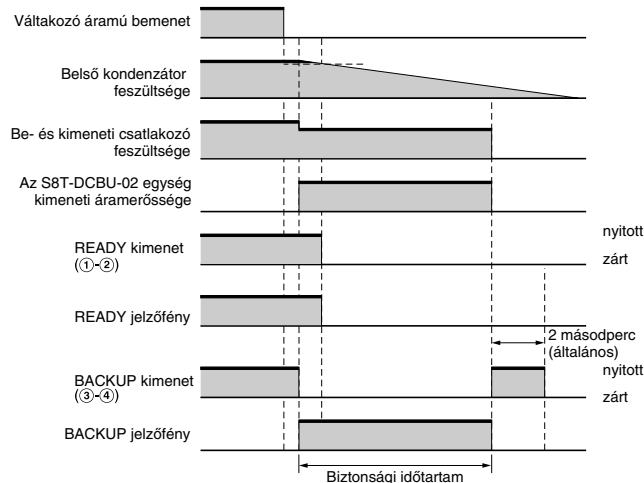 Váltakozó áramú bemenet
Belső kondenzátor
feszültsége
Be- és kimeneti csatlakozó
feszültsége
Az S8T-DCBU-02 egység
kimeneti áramerőssége
READY kimenet
(①-②)
nyitott
zárt
READY jelzőfény
2 másodperc
(általános)
BACKUP kimenet
(③-④)
nyitott
zárt
BACKUP jelzőfény
Biztonsági időtartam